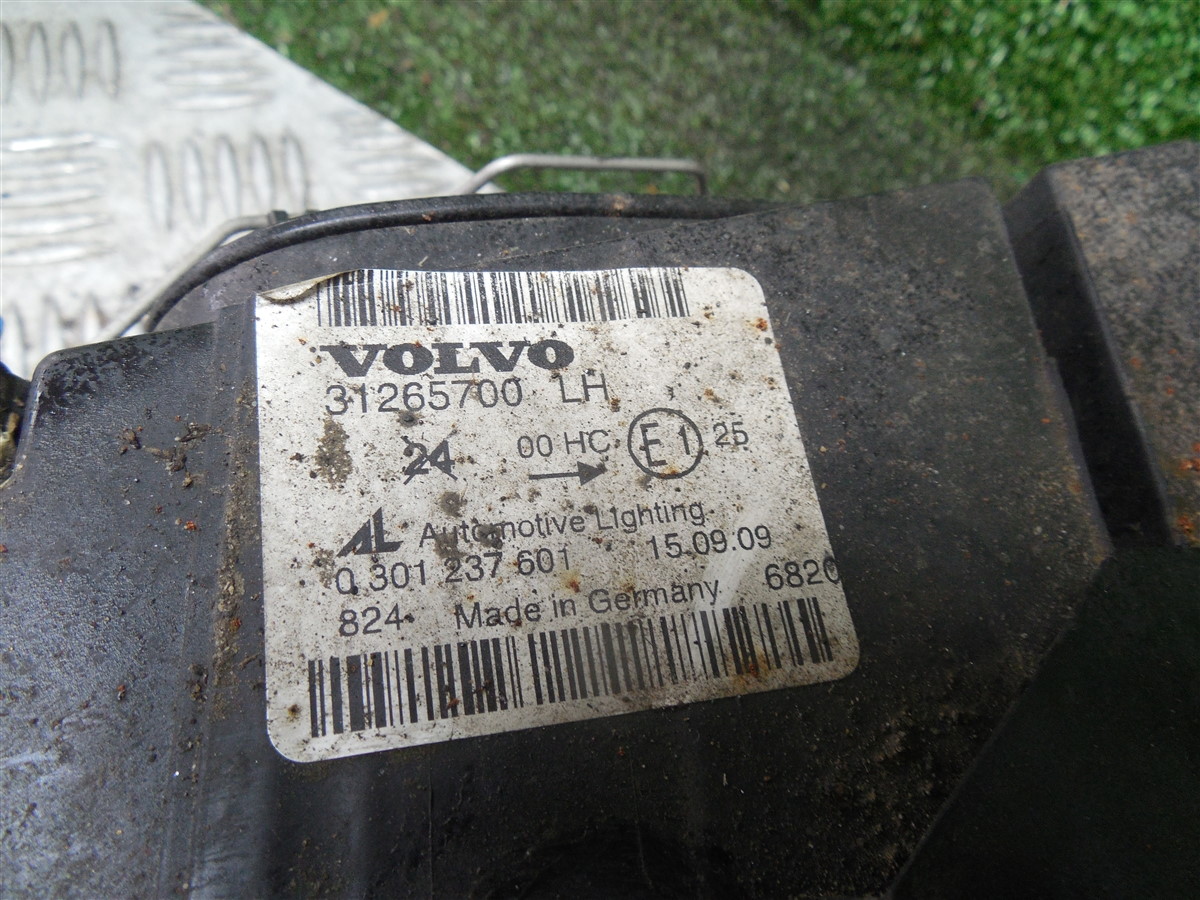 VOLVO
31265700 LH
24 00 HC E1 25
AL Automotive Lighting
0 301 237 601 15.09.09
824 Made in Germany 6820